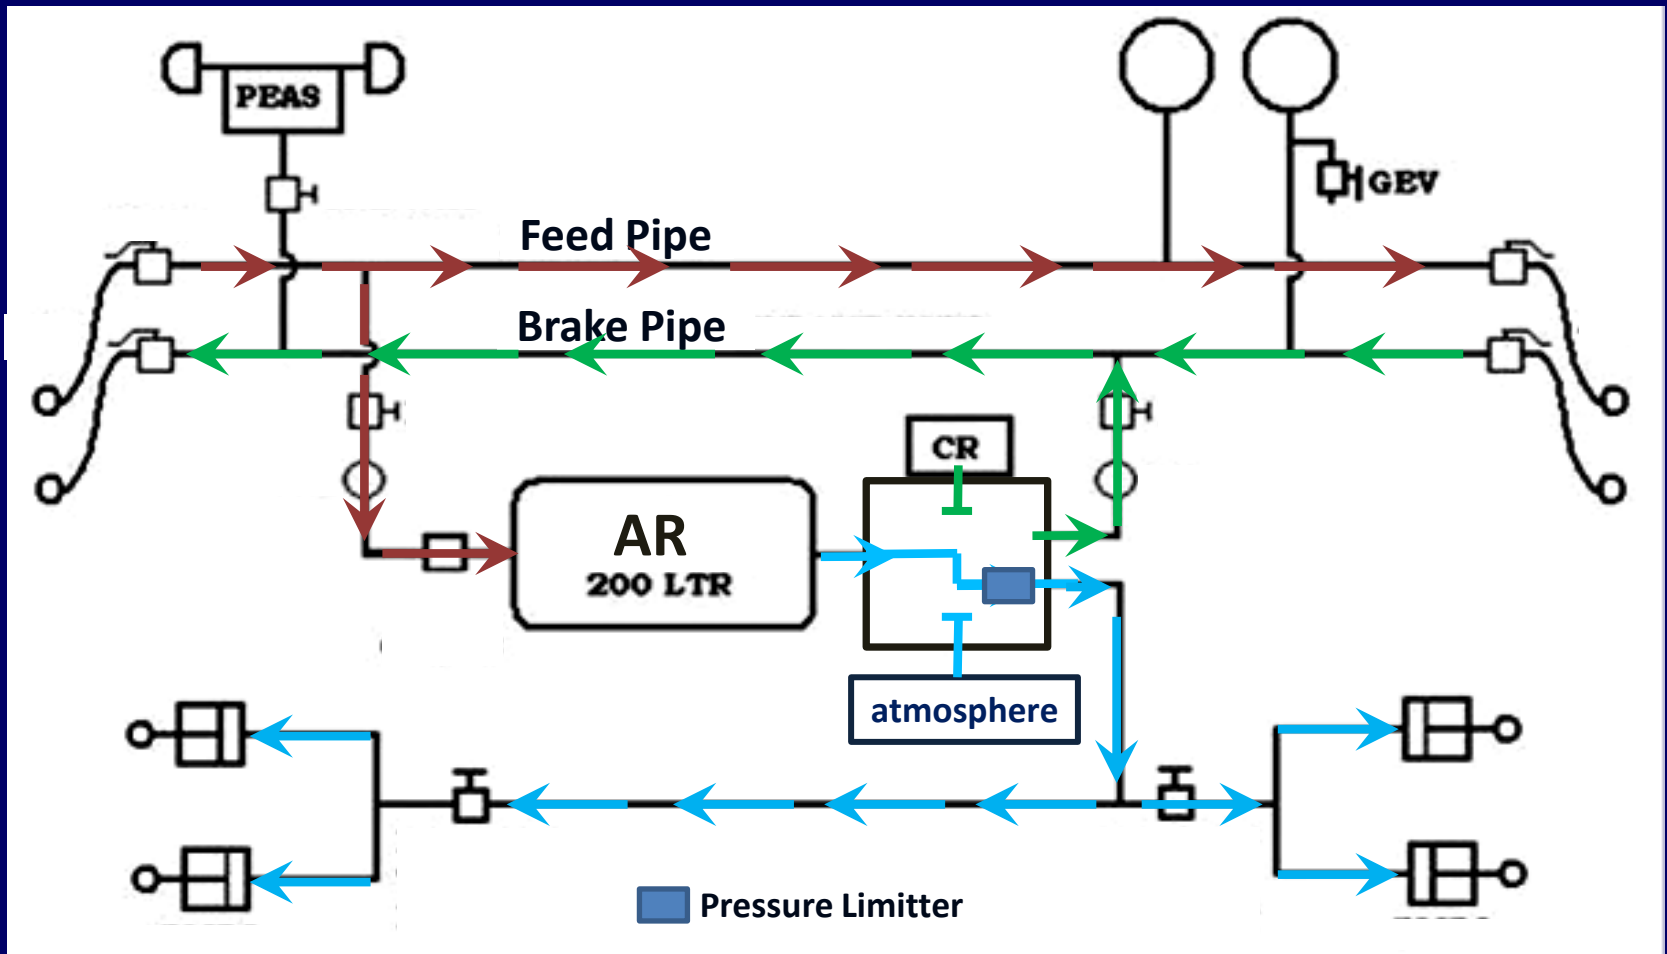 PEAS
GEV
Feed Pipe
Brake Pipe
CR
AR
200 LTR
atmosphere
Pressure Limitter